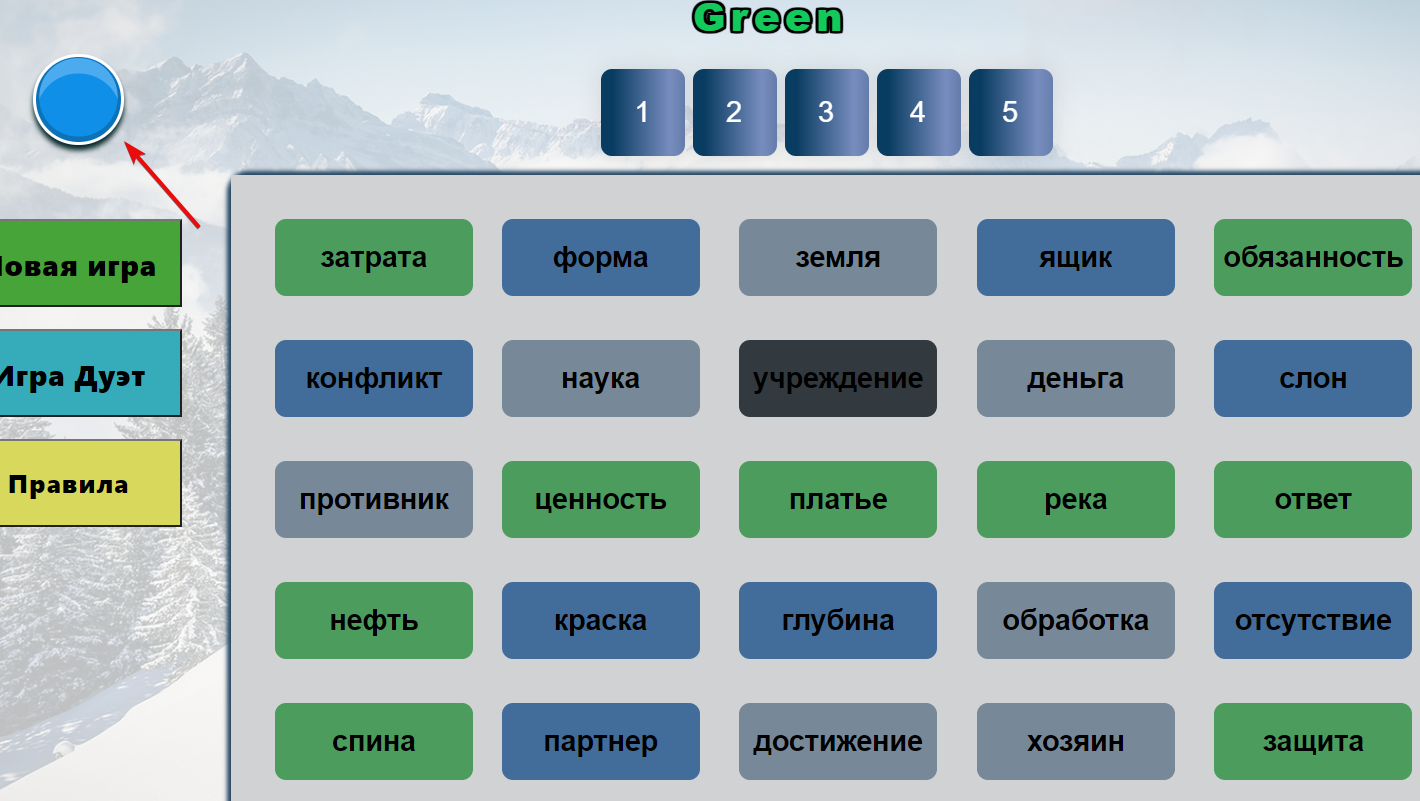 Green
1 2 3 4 5
Новая игра
Игра Дуэт
Правила
затрата форма земля ящик обязанность
конфликт наука учреждение деньга слон
противник ценность платье река ответ
нефть краска глубина обработка отсутствие
спина партнер достижение хозяин защита